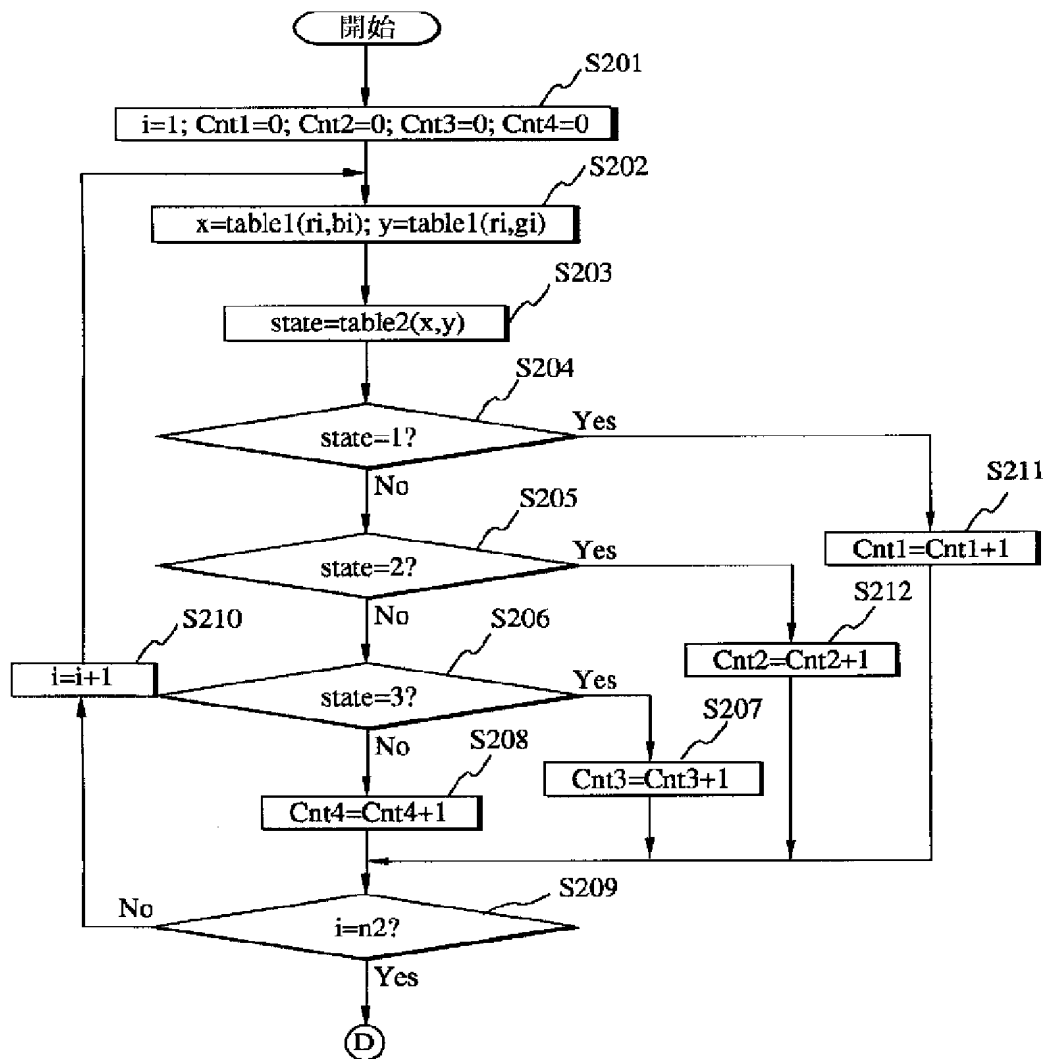 開始
S201
i=1; Cnt1=0; Cnt2=0; Cnt3=0; Cnt4=0
S202
x=table1(ri,bi); y=table1(ri,gi)
S203
state=table2(x,y)
S204
state=1?
Yes
No
S211
Cnt1=Cnt1+1
S205
state=2?
Yes
No
S212
Cnt2=Cnt2+1
S210
i=i+1
S206
state=3?
Yes
No
S207
Cnt3=Cnt3+1
S208
Cnt4=Cnt4+1
S209
i=n2?
No
Yes
D